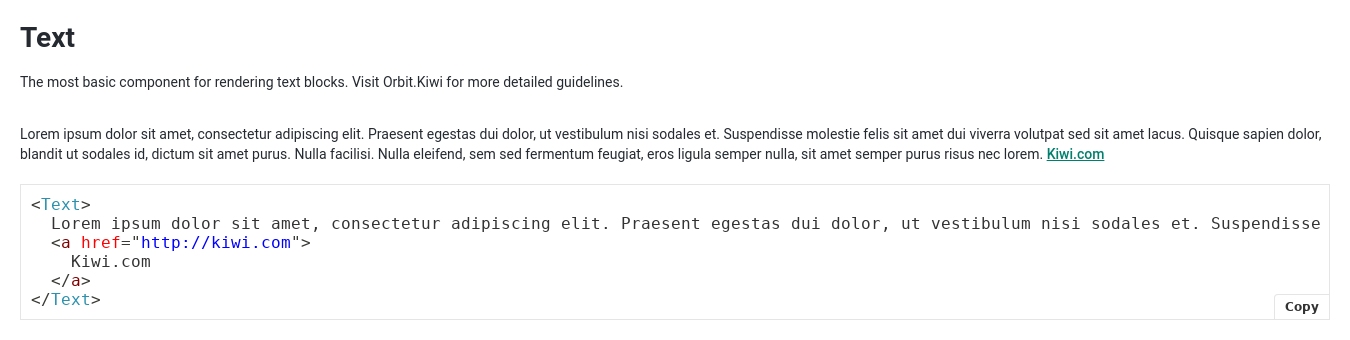 Text
The most basic component for rendering text blocks. Visit Orbit.Kiwi for more detailed guidelines.
Lorem ipsum dolor sit amet, consectetur adipiscing elit. Praesent egestas dui dolor, ut vestibulum nisi sodales et. Suspendisse molestie felis sit amet dui viverra volutpat sed sit amet lacus. Quisque sapien dolor,
blandit ut sodales id, dictum sit amet purus. Nulla facilisi. Nulla eleifend, sem sed fermentum feugiat, eros ligula semper nulla, sit amet semper purus risus nec lorem. Kiwi.com
<Text>
  Lorem ipsum dolor sit amet, consectetur adipiscing elit. Praesent egestas dui dolor, ut vestibulum nisi sodales et. Suspendisse
  <a href="http://kiwi.com">
    Kiwi.com
  </a>
</Text>
Copy